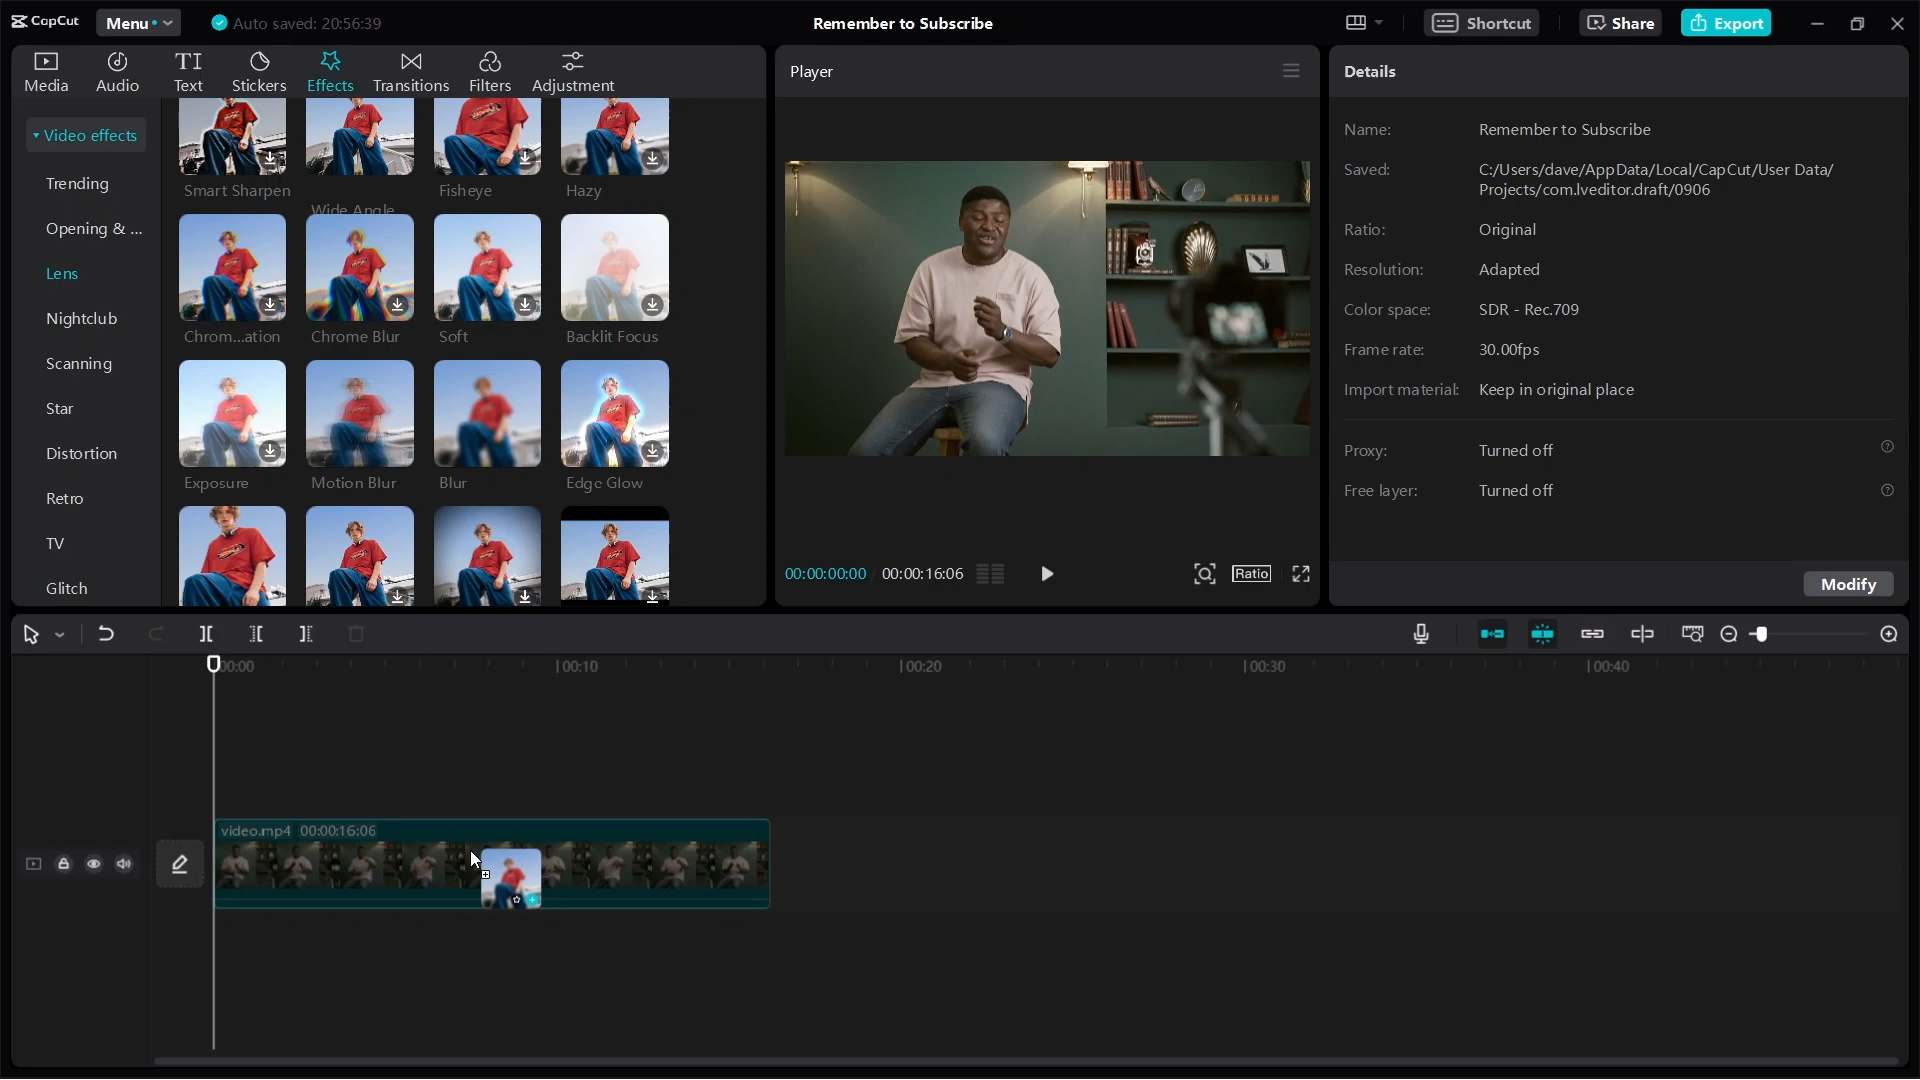 CapCut
Menu
Auto saved: 20:56:39
Remember to Subscribe
Shortcut
Share
Export
Media
Audio
Text
Stickers
Effects
Transitions
Filters
Adjustment
Player
Details
Video effects
Trending
Opening & ...
Lens
Nightclub
Scanning
Star
Distortion
Retro
TV
Glitch
Smart Sharpen
Wide Angle
Fisheye
Hazy
Chrom...ation
Chrome Blur
Soft
Backlit Focus
Exposure
Motion Blur
Blur
Edge Glow
00:00:00:00 / 00:00:16:06
Ratio
Name: Remember to Subscribe
Saved: C:/Users/dave/AppData/Local/CapCut/User Data/
Projects/com.lveditor.draft/0906
Ratio: Original
Resolution: Adapted
Color space: SDR - Rec.709
Frame rate: 30.00fps
Import material: Keep in original place
Proxy: Turned off
Free layer: Turned off
Modify
00:00
00:10
00:20
00:30
00:40
video.mp4 00:00:16:06